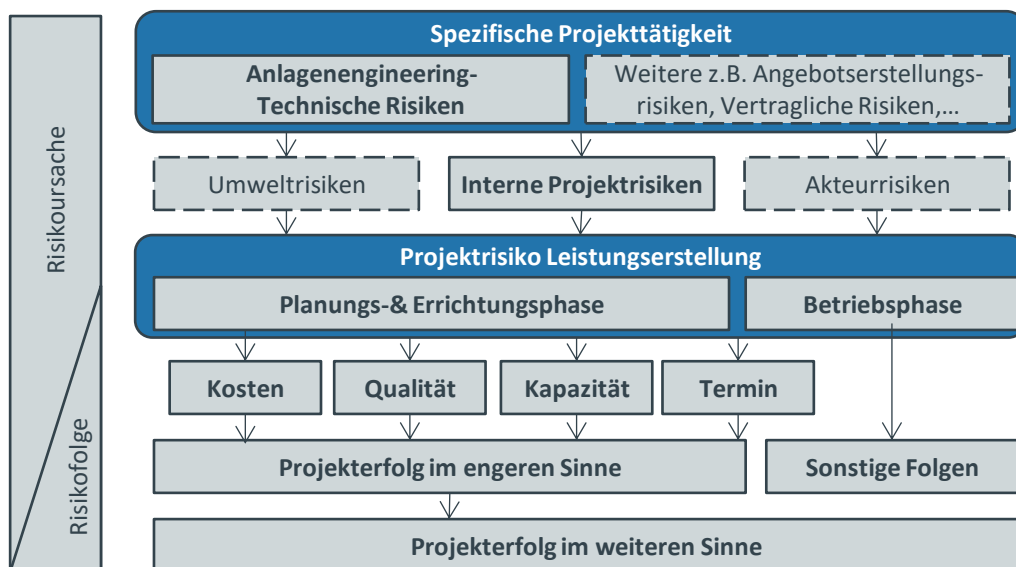 Spezifische Projekttätigkeit
Anlagenengineering-
Technische Risiken
Weitere z.B. Angebotserstellungs-
risiken, Vertragliche Risiken,...
Risikoursache
Umweltrisiken
Interne Projektrisiken
Akteurrisiken
Projektrisiko Leistungserstellung
Planungs-& Errichtungsphase
Betriebsphase
Kosten
Qualität
Kapazität
Termin
Risikofolge
Projekterfolg im engeren Sinne
Sonstige Folgen
Projekterfolg im weiteren Sinne